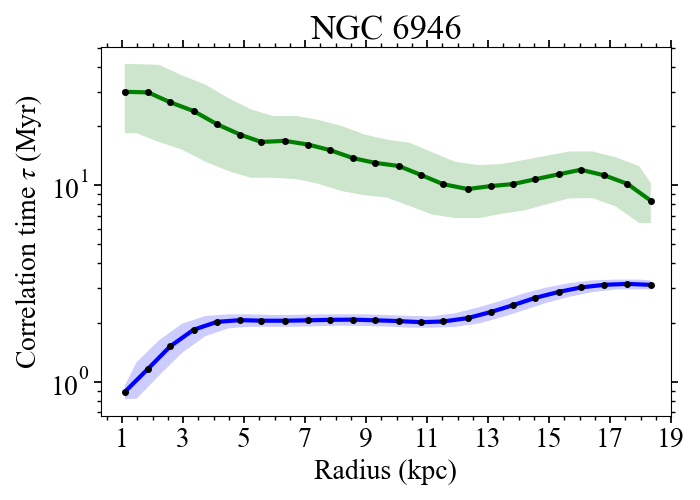 NGC 6946
Correlation time τ (Myr)
10¹
10⁰
1 3 5 7 9 11 13 15 17 19
Radius (kpc)